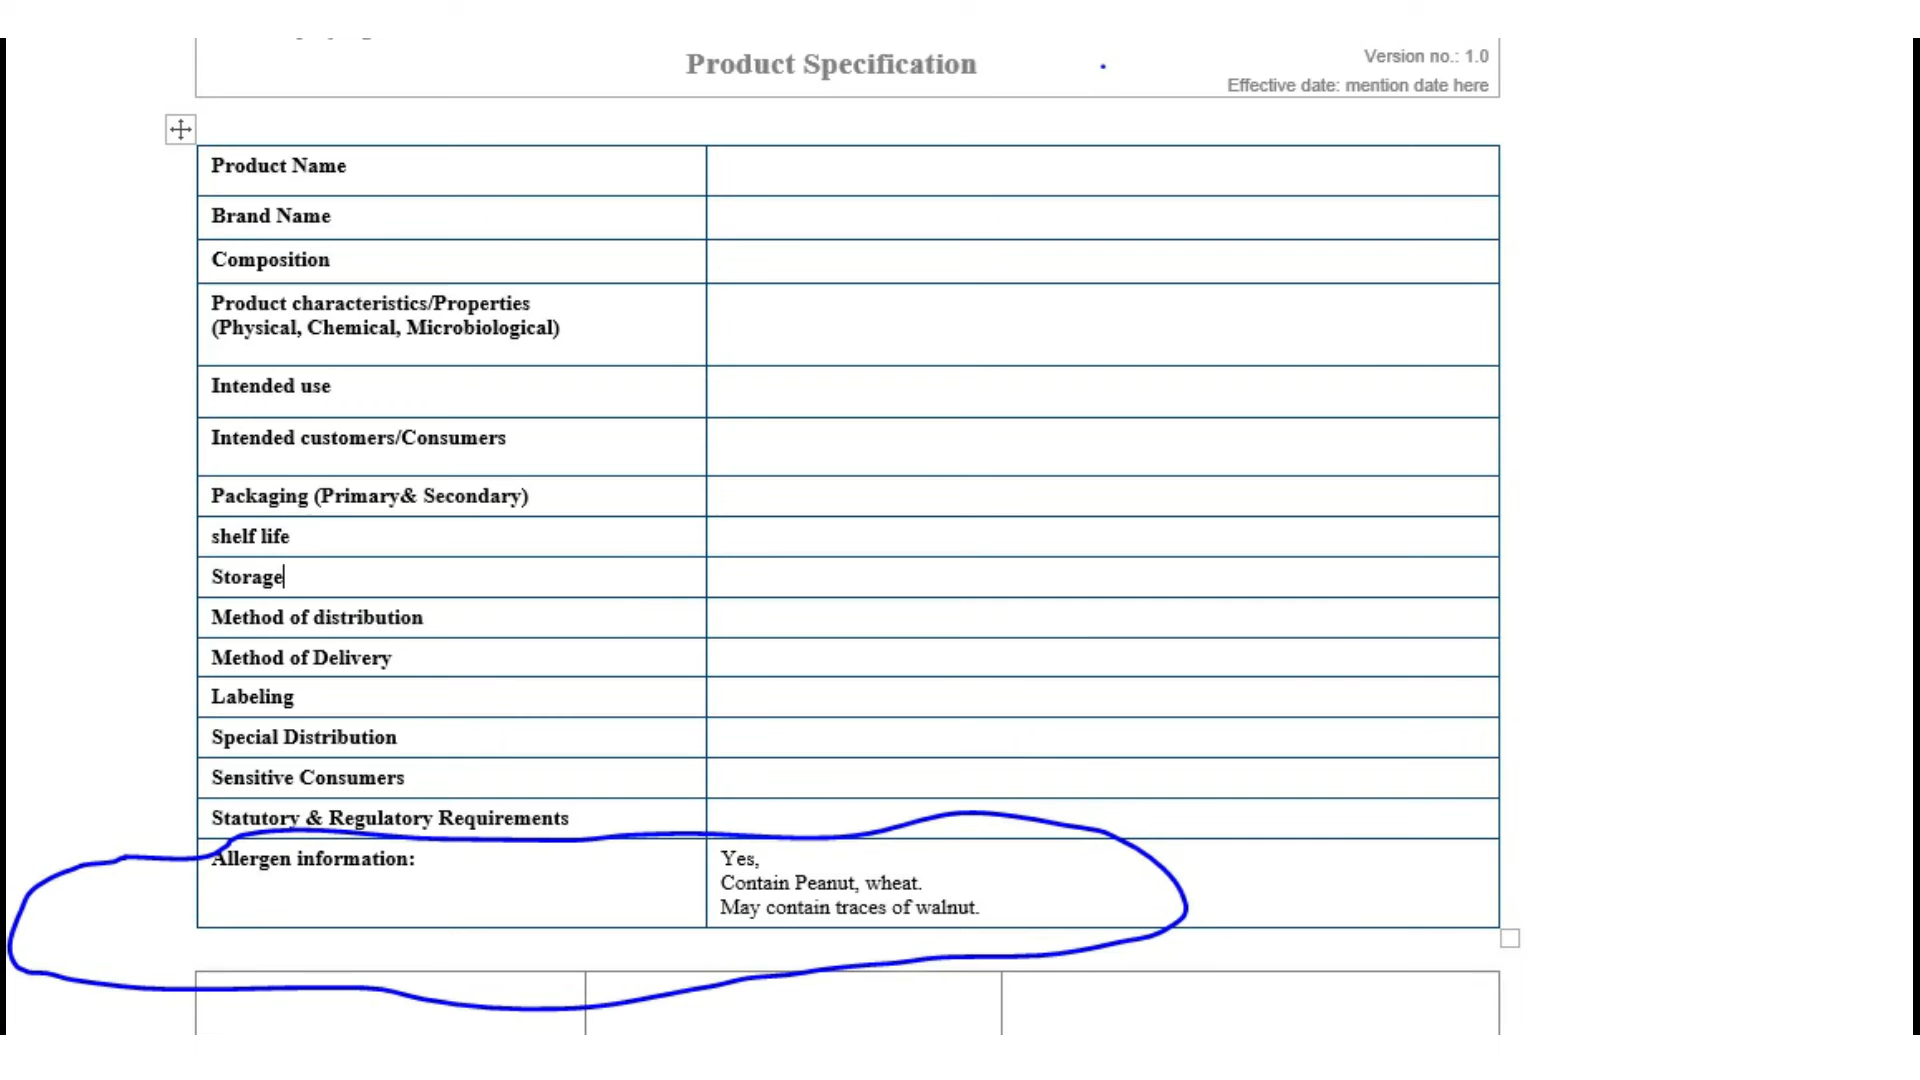 Product Specification
Version no.: 1.0
Effective date: mention date here
Product Name
Brand Name
Composition
Product characteristics/Properties
(Physical, Chemical, Microbiological)
Intended use
Intended customers/Consumers
Packaging (Primary& Secondary)
shelf life
Storage
Method of distribution
Method of Delivery
Labeling
Special Distribution
Sensitive Consumers
Statutory & Regulatory Requirements
Allergen information:
Yes,
Contain Peanut, wheat.
May contain traces of walnut.